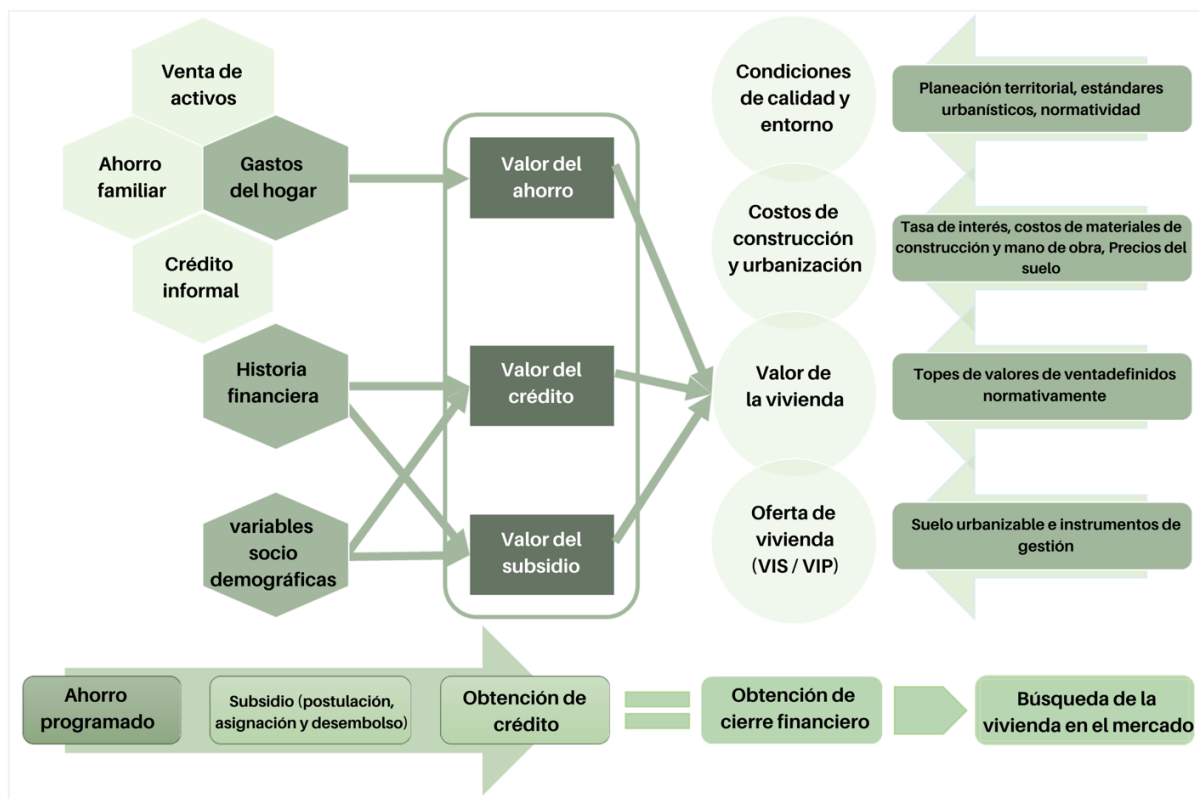 Venta de
activos
Ahorro
familiar
Gastos
del hogar
Crédito
informal
Historia
financiera
variables
socio
demográficas
Valor del
ahorro
Valor del
crédito
Valor del
subsidio
Condiciones
de calidad y
entorno
Costos de
construcción
y urbanización
Valor de
la vivienda
Oferta de
vivienda
(VIS / VIP)
Planeación territorial, estándares
urbanísticos, normatividad
Tasa de interés, costos de materiales de
construcción y mano de obra, Precios del
suelo
Topes de valores de ventadefinidos
normativamente
Suelo urbanizable e instrumentos de
gestión
Ahorro
programado
Subsidio (postulación,
asignación y desembolso)
Obtención de
crédito
Obtención de
cierre financiero
Búsqueda de la
vivienda en el mercado